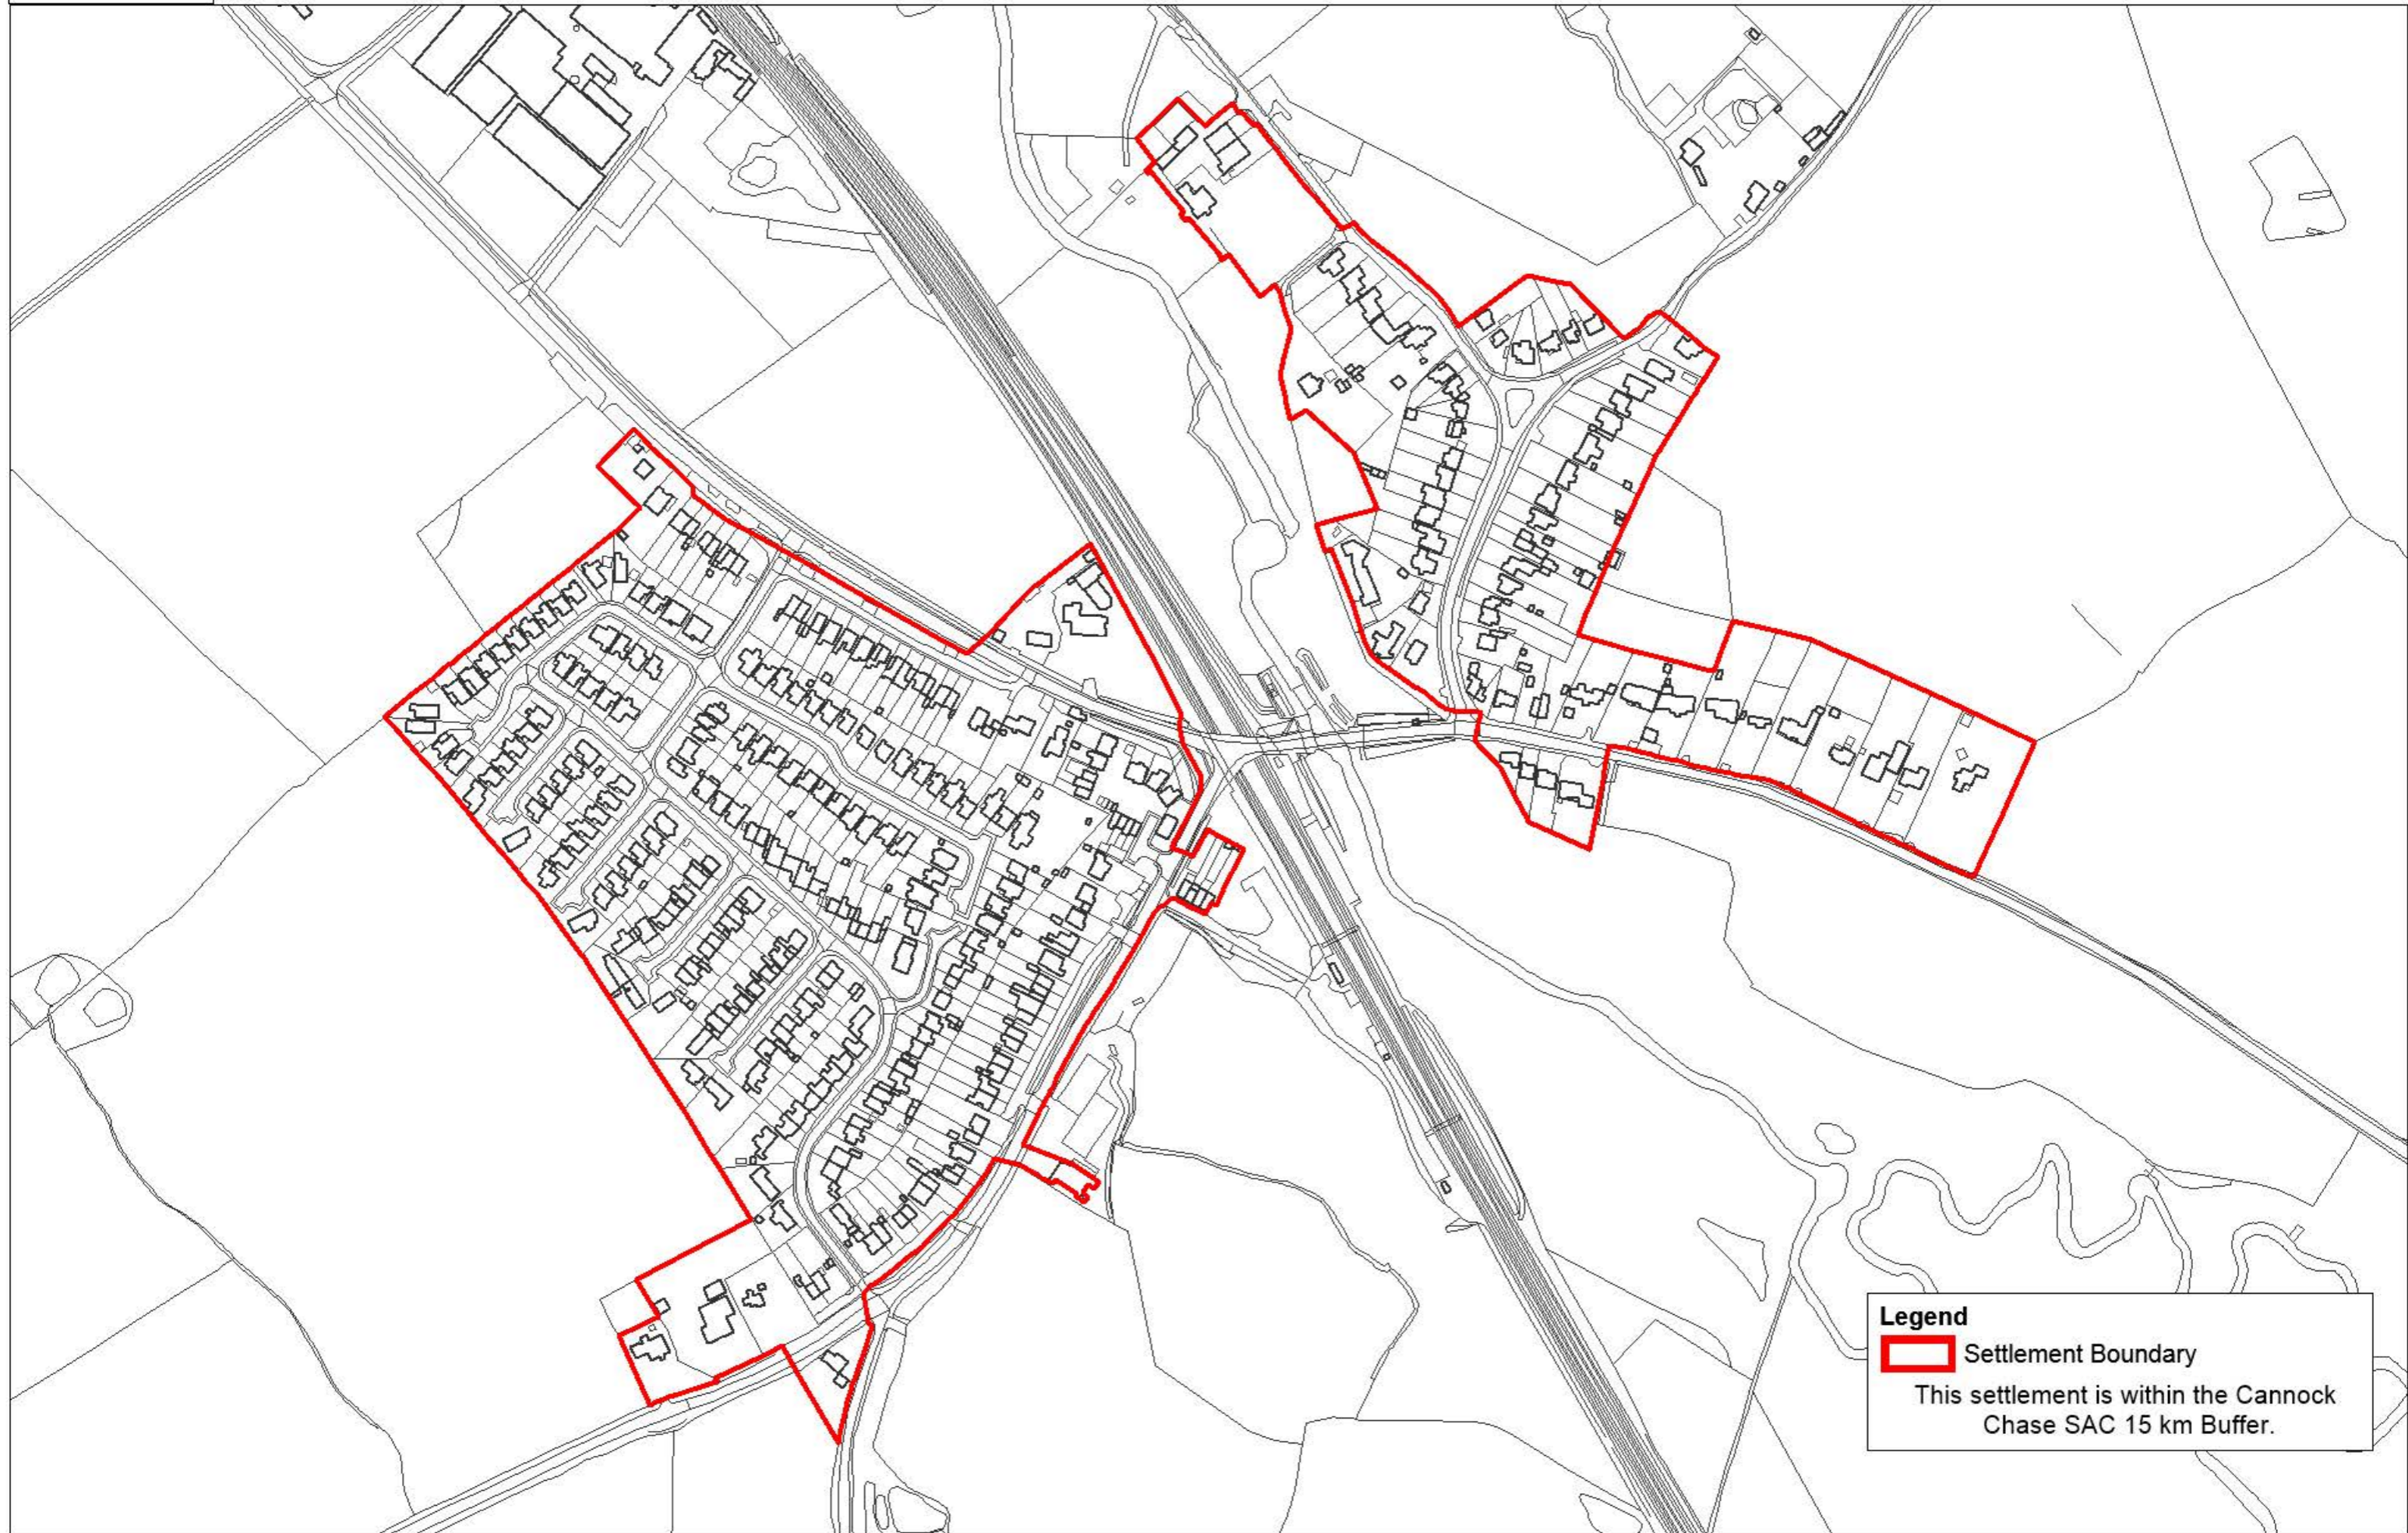 Legend
Settlement Boundary
This settlement is within the Cannock
Chase SAC 15 km Buffer.